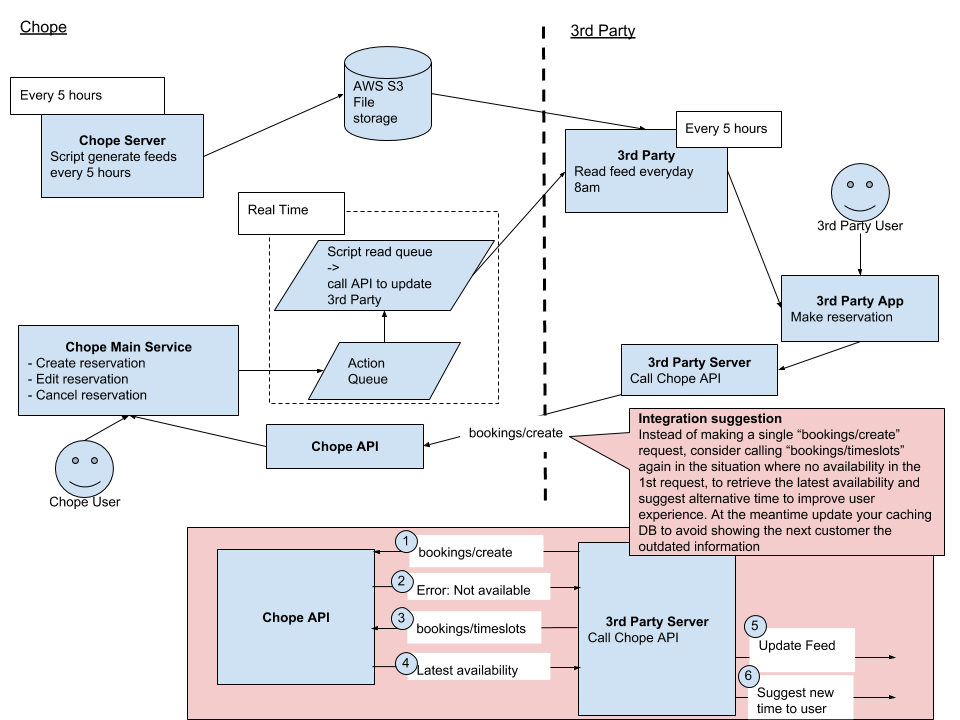 Chope
3rd Party
Every 5 hours
Chope Server
Script generate feeds
every 5 hours
AWS S3
File
storage
Every 5 hours
3rd Party
Read feed everyday
8am
3rd Party User
Real Time
Script read queue
->
call API to update
3rd Party
Action
Queue
Chope Main Service
- Create reservation
- Edit reservation
- Cancel reservation
3rd Party App
Make reservation
3rd Party Server
Call Chope API
Chope API
bookings/create
Chope User
Integration suggestion
Instead of making a single “bookings/create”
request, consider calling “bookings/timeslots”
again in the situation where no availability in the
1st request, to retrieve the latest availability and
suggest alternative time to improve user
experience. At the meantime update your caching
DB to avoid showing the next customer the
outdated information
Chope API
1
bookings/create
2
Error: Not available
3
bookings/timeslots
4
Latest availability
3rd Party Server
Call Chope API
5
Update Feed
6
Suggest new
time to user